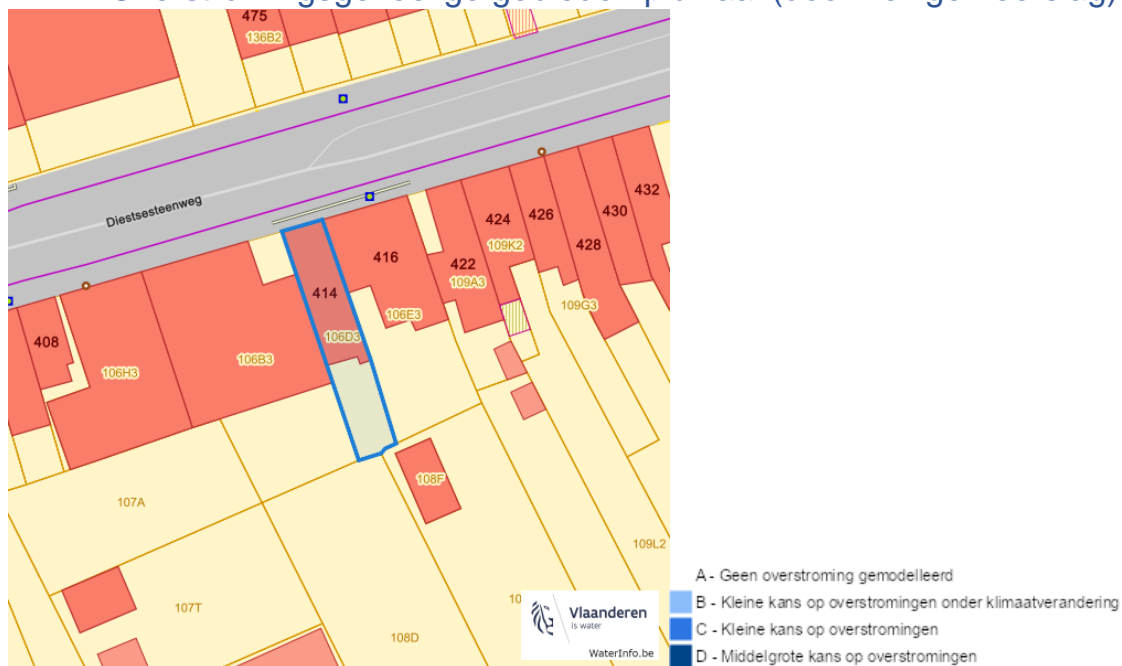 475
136B2
Diestsesteenweg
432
430
426
424
109K2
428
416
422
109A3
414
109G3
106E3
106D3
408
106B3
106H3
108F
107A
109L2
107T
108D
Vlaanderen
is water
WaterInfo.be
A - Geen overstroming gemodelleerd
B - Kleine kans op overstromingen onder klimaatverandering
C - Kleine kans op overstromingen
D - Middelgrote kans op overstromingen